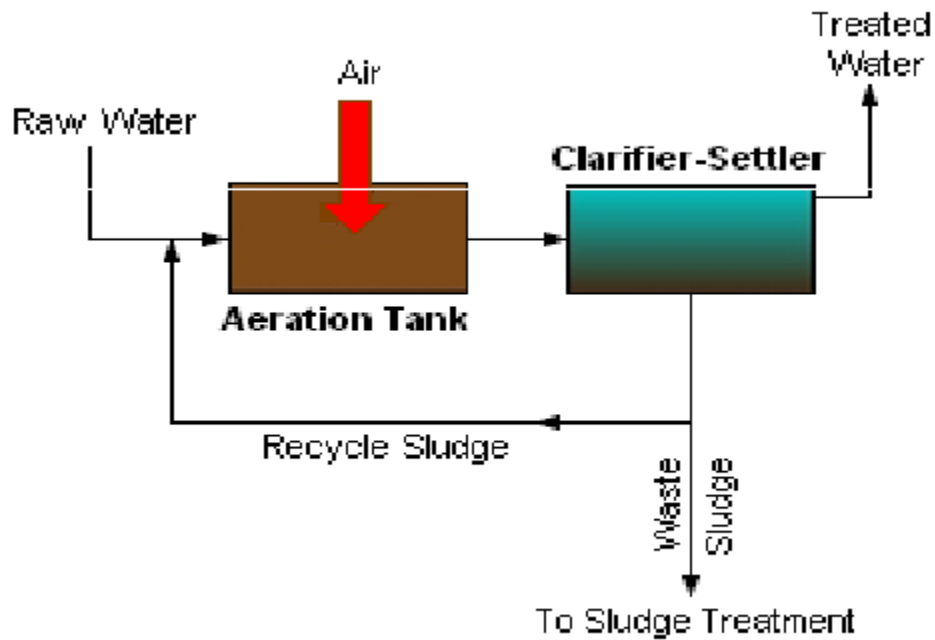 Treated
Water
Air
Raw Water
Clarifier-Settler
Aeration Tank
Recycle Sludge
Waste
Sludge
To Sludge Treatment